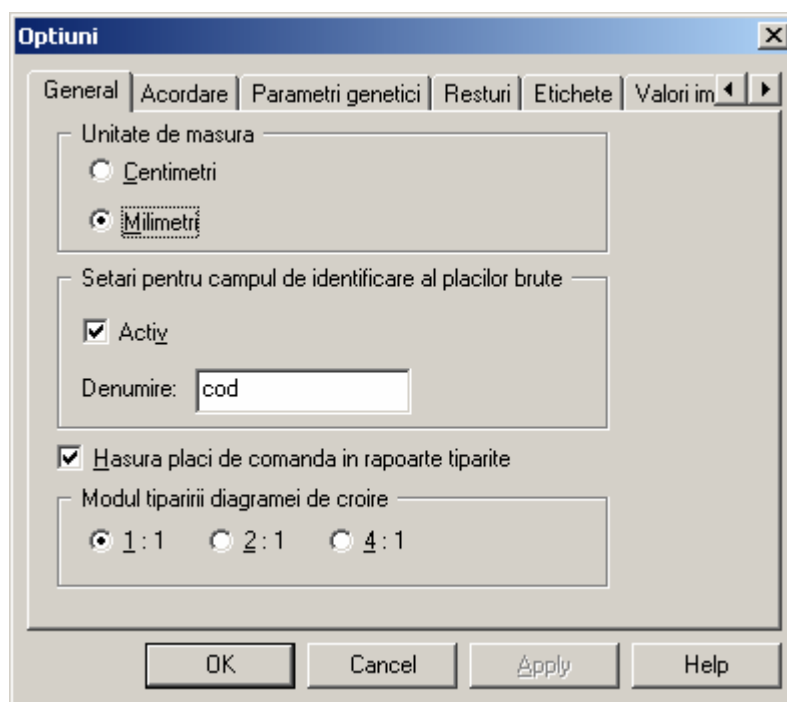 Optiuni
General Acordare Parametri genetici Resturi Etichete Valori im
Unitate de masura
Centimetri
Milimetri
Setari pentru campul de identificare al placilor brute
Activ
Denumire: cod
Hasura placi de comanda in rapoarte tiparite
Modul tiparirii diagramei de croire
1 : 1 2 : 1 4 : 1
OK Cancel Apply Help